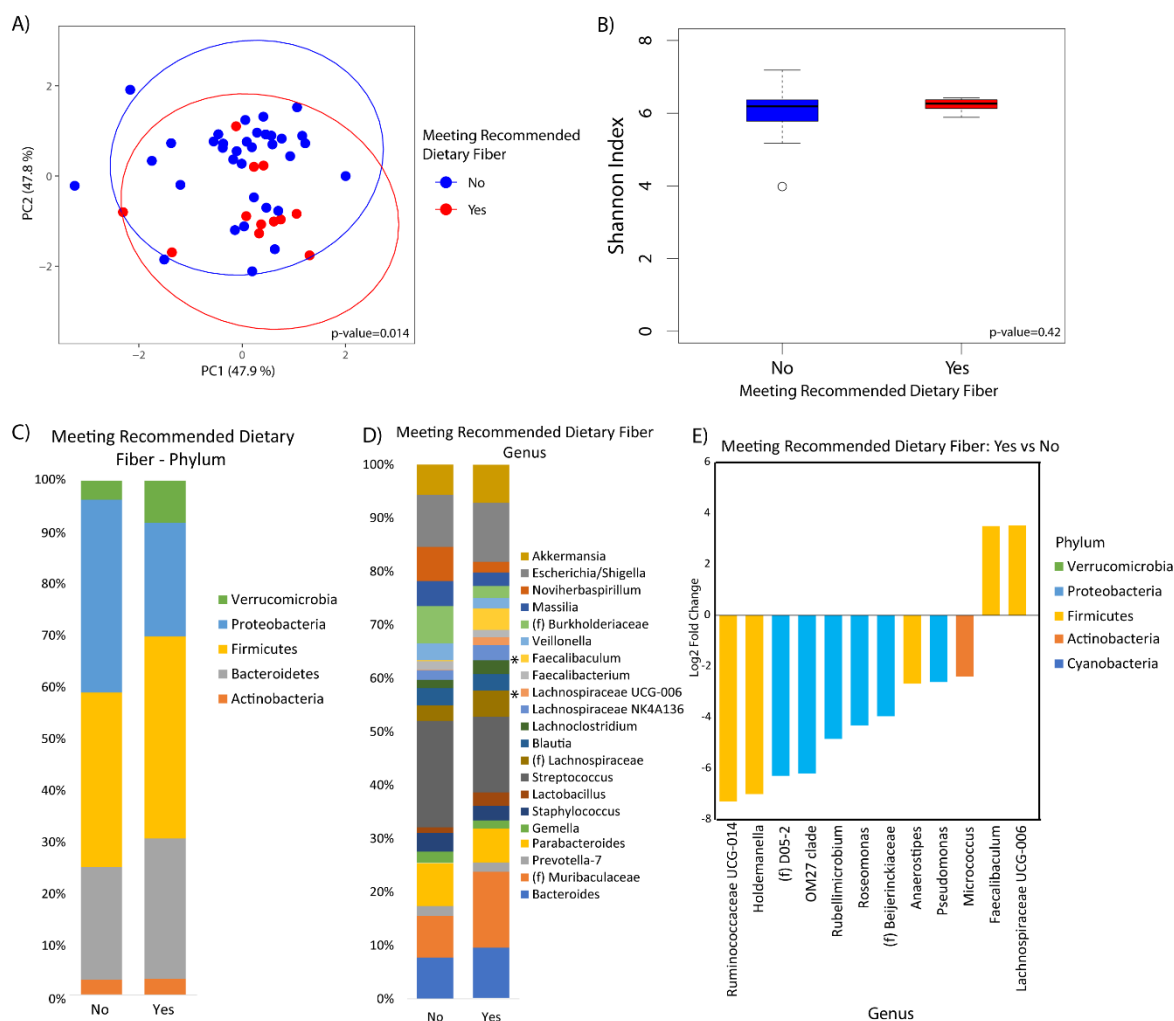 A)
2
0
−2
PC2 (47.8 %)
−2
0
2
PC1 (47.9 %)
p-value=0.014
Meeting Recommended
Dietary Fiber
No
Yes
B)
8
6
4
2
0
Shannon Index
p-value=0.42
No
Yes
Meeting Recommended Dietary Fiber
C)
Meeting Recommended Dietary
Fiber - Phylum
100%
90%
80%
70%
60%
50%
40%
30%
20%
10%
0%
No
Yes
Verrucomicrobia
Proteobacteria
Firmicutes
Bacteroidetes
Actinobacteria
D)
Meeting Recommended Dietary Fiber
Genus
100%
90%
80%
70%
60%
50%
40%
30%
20%
10%
0%
No
Yes
Akkermansia
Escherichia/Shigella
Noviherbaspirillum
Massilia
(f) Burkholderiaceae
Veillonella
Faecalibaculum
*
Faecalibacterium
Lachnospiraceae UCG-006
*
Lachnospiraceae NK4A136
Lachnoclostridium
Blautia
(f) Lachnospiraceae
Streptococcus
Lactobacillus
Staphylococcus
Gemella
Parabacteroides
Prevotella-7
(f) Muribaculaceae
Bacteroides
E)
Meeting Recommended Dietary Fiber: Yes vs No
6
4
2
0
-2
-4
-6
-8
Log2 Fold Change
Ruminococcaceae UCG-014
Holdemanella
(f) D05-2
OM27 clade
Rubellimicrobium
Roseomonas
(f) Beijerinckiaceae
Anaerostipes
Pseudomonas
Micrococcus
Faecalibaculum
Lachnospiraceae UCG-006
Genus
Phylum
Verrucomicrobia
Proteobacteria
Firmicutes
Actinobacteria
Cyanobacteria